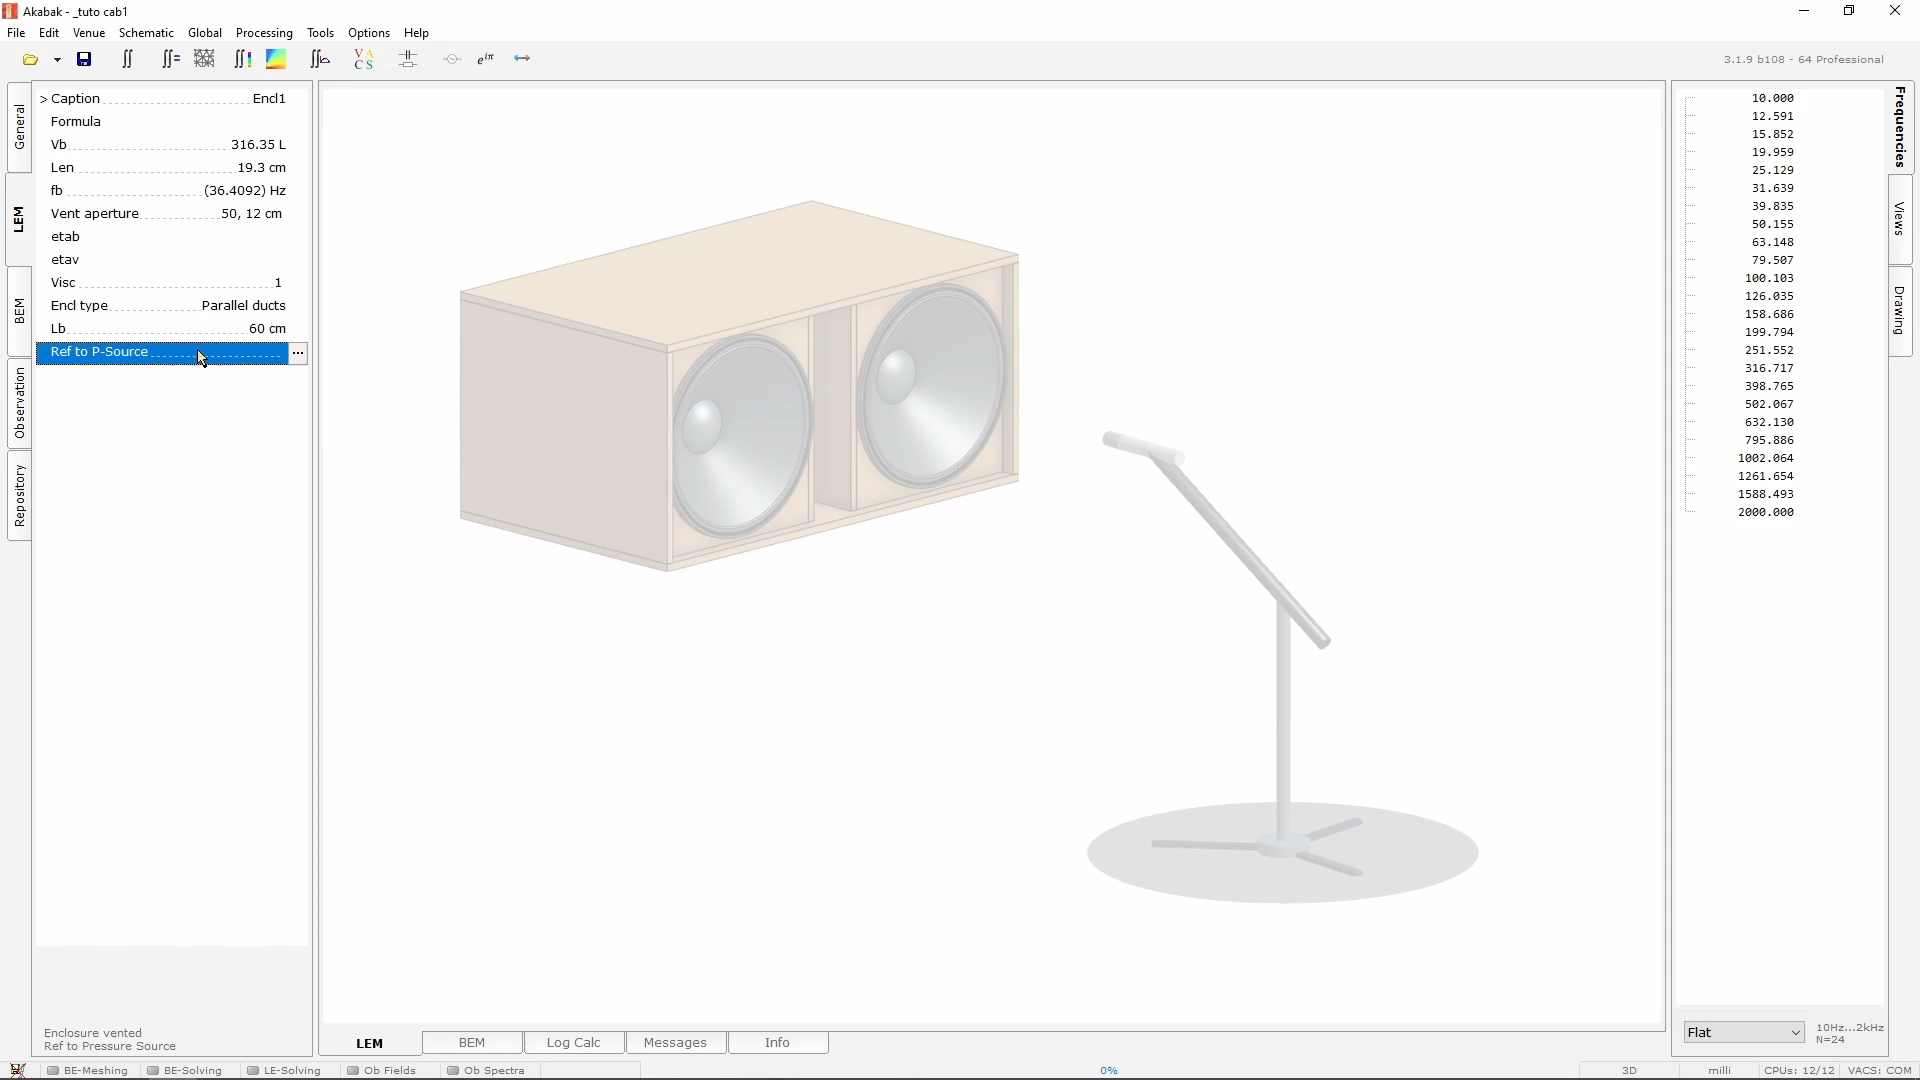 Akabak - _tuto cab1
File Edit Venue Schematic Global Processing Tools Options Help
V A C S
e^iπ
3.1.9 b108 - 64 Professional
General
LEM
BEM
Observation
Repository
> Caption Encl1
Formula
Vb 316.35 L
Len 19.3 cm
fb (36.4092) Hz
Vent aperture 50, 12 cm
etab
etav
Visc 1
Encl type Parallel ducts
Lb 60 cm
Ref to P-Source ...
Enclosure vented
Ref to Pressure Source
10.000
12.591
15.852
19.959
25.129
31.639
39.835
50.155
63.148
79.507
100.103
126.035
158.686
199.794
251.552
316.717
398.765
502.067
632.130
795.886
1002.064
1261.654
1588.493
2000.000
Frequencies
Views
Drawing
Flat
10Hz...2kHz
N=24
LEM BEM Log Calc Messages Info
BE-Meshing BE-Solving LE-Solving Ob Fields Ob Spectra 0% 3D milli CPUs: 12/12 VACS: COM